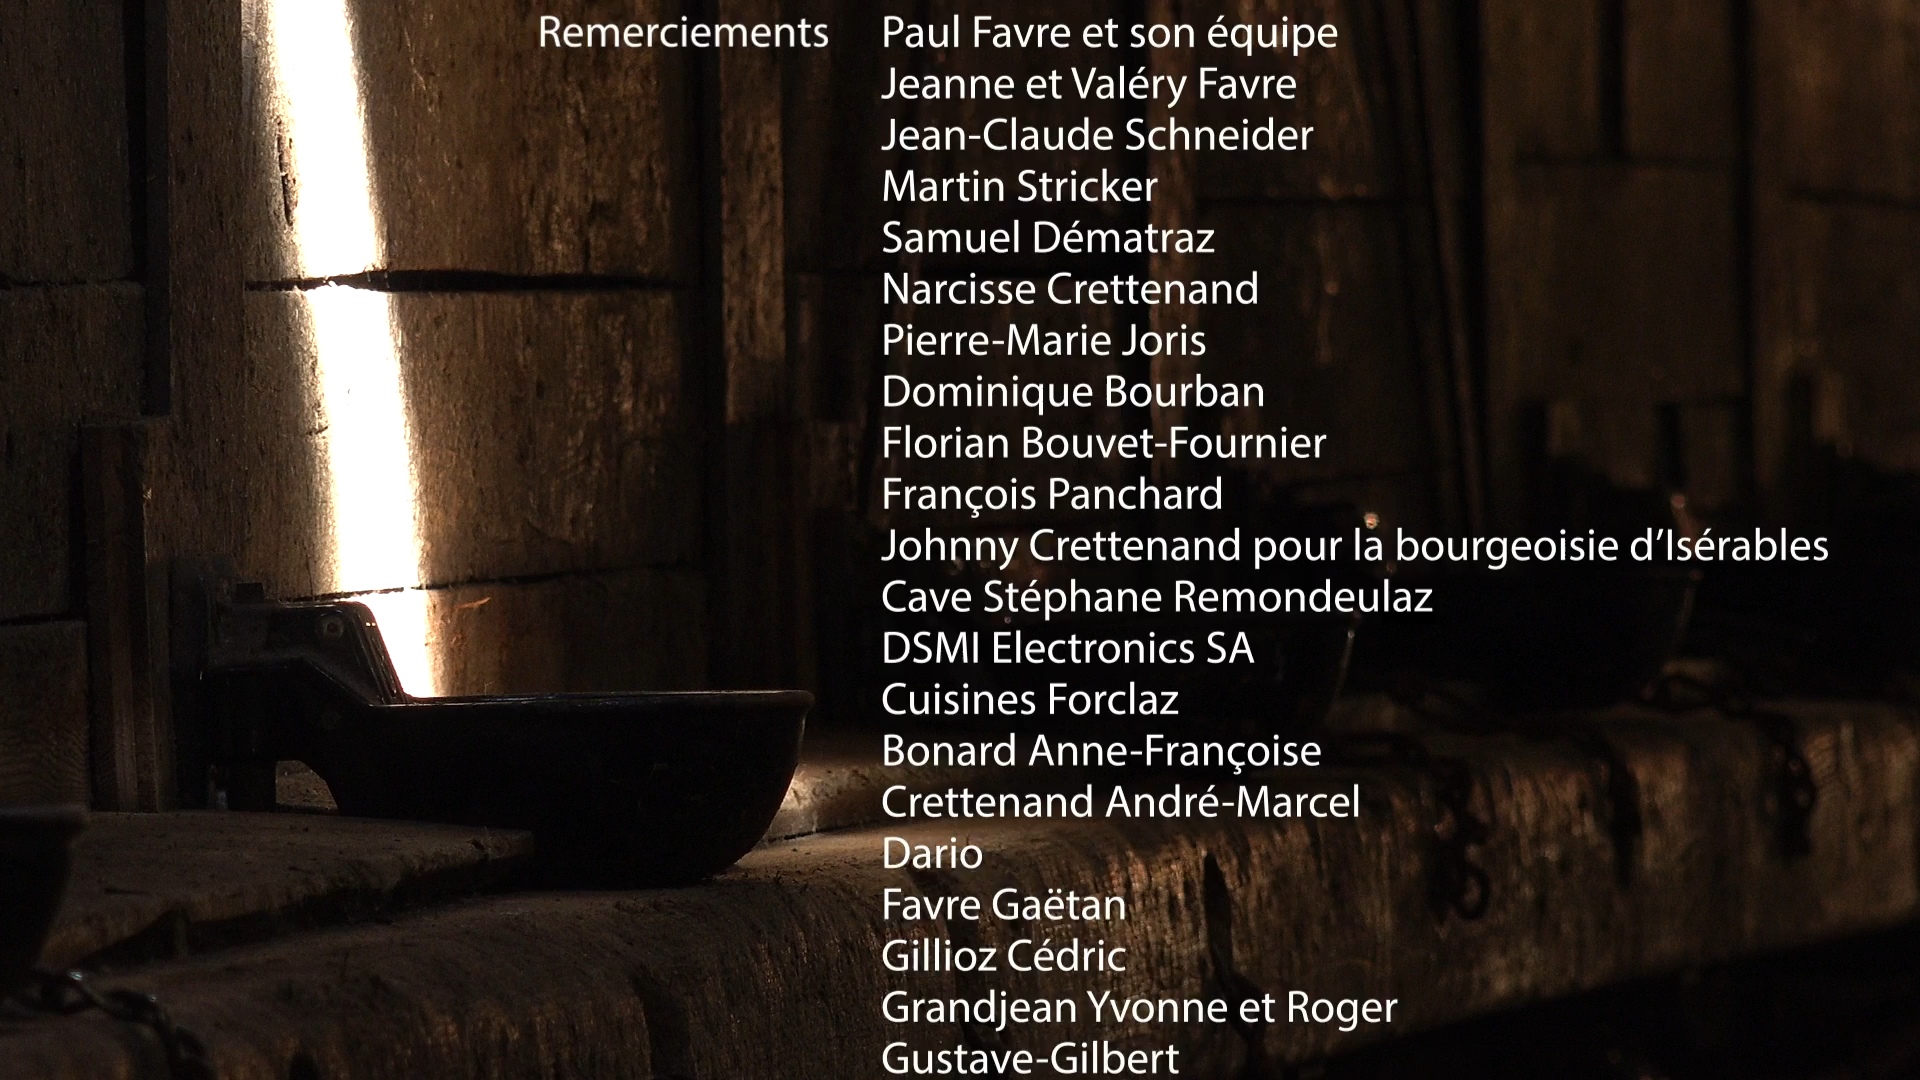 Remerciements Paul Favre et son équipe
Jeanne et Valéry Favre
Jean-Claude Schneider
Martin Stricker
Samuel Dématraz
Narcisse Crettenand
Pierre-Marie Joris
Dominique Bourban
Florian Bouvet-Fournier
François Panchard
Johnny Crettenand pour la bourgeoisie d’Isérables
Cave Stéphane Remondeulaz
DSMI Electronics SA
Cuisines Forclaz
Bonard Anne-Françoise
Crettenand André-Marcel
Dario
Favre Gaëtan
Gillioz Cédric
Grandjean Yvonne et Roger
Gustave-Gilbert